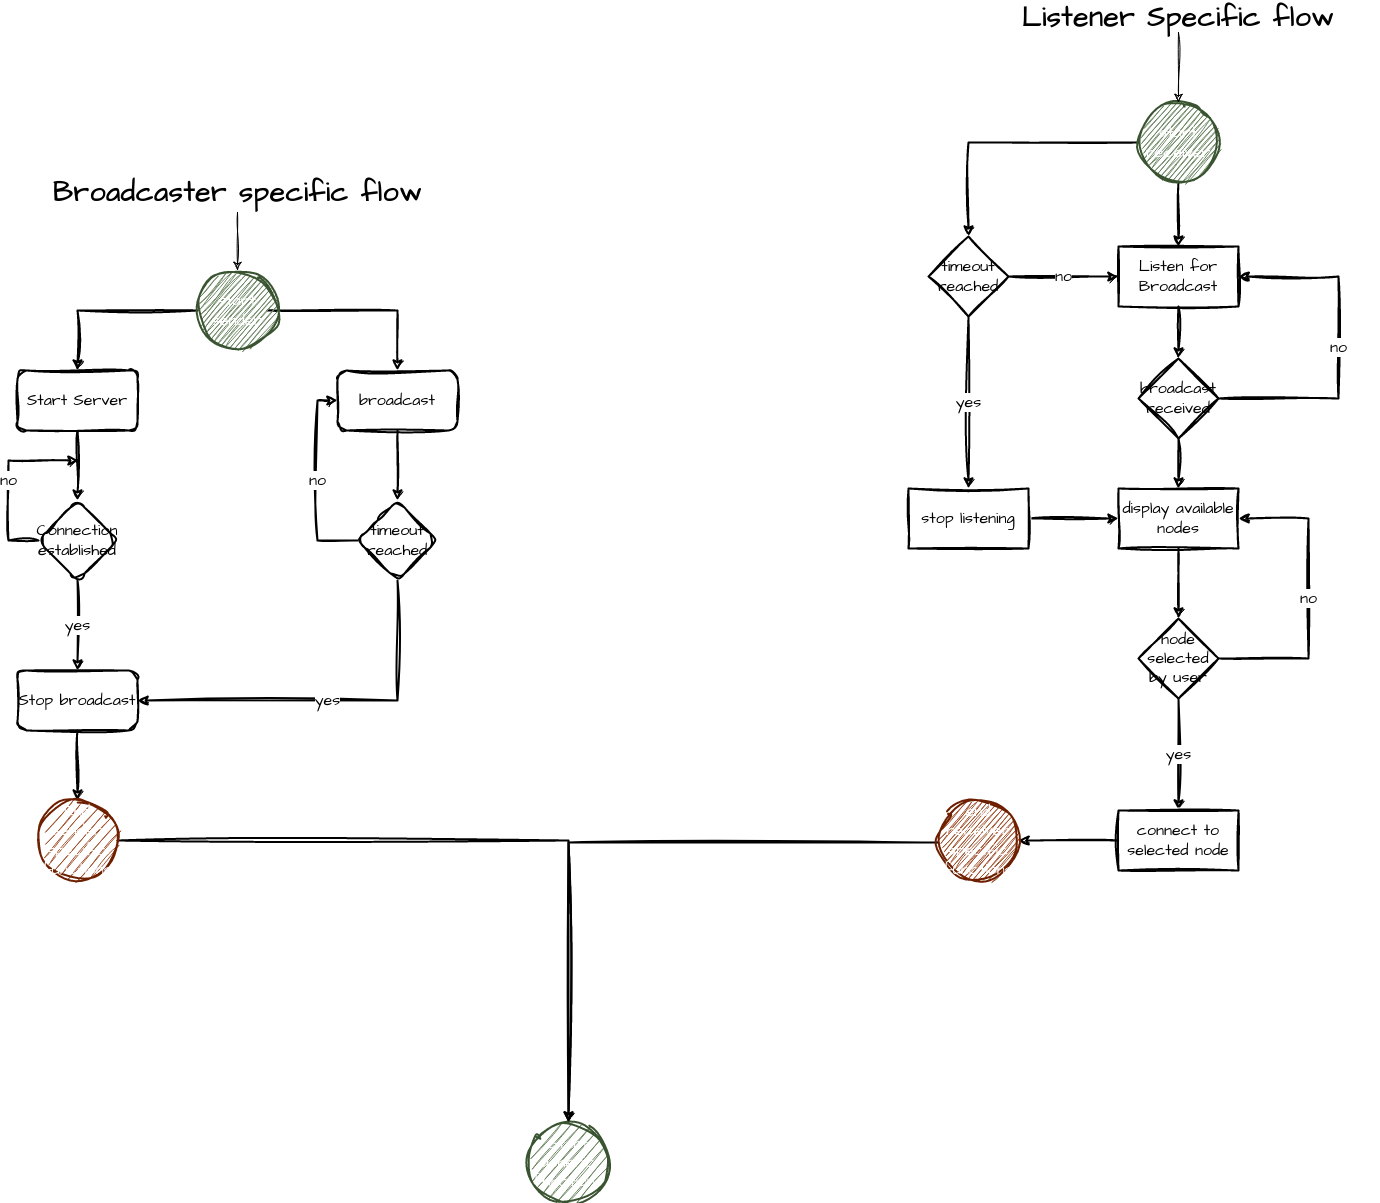 Listener Specific flow
Broadcaster specific flow
timeout
reached
no
Listen for
Broadcast
no
broadcast
received
yes
stop listening
display available
nodes
no
node
selected
by user
yes
connect to
selected node
Start Server
broadcast
no
Connection
established
no
timeout
reached
yes
Stop broadcast
yes